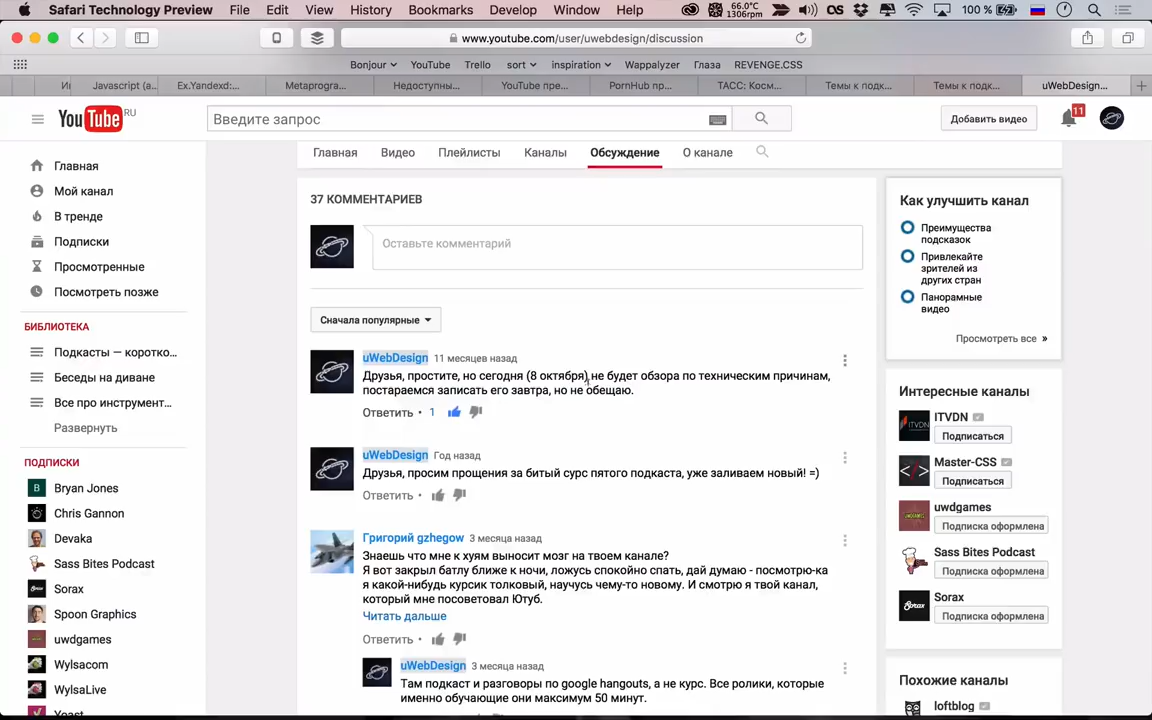 Safari Technology Preview File Edit View History Bookmarks Develop Window Help 66.0°C 1306rpm 100 %
www.youtube.com/user/uwebdesign/discussion
Bonjour YouTube Trello sort inspiration Wappalyzer Глаза REVENGE.CSS
Javascript (a... Ex.Yandexd: Metaprogra... Недоступны... YouTube пре... PornHub пр... ТАСС: Косм... Темы к подк... Темы к подк... uWebDesign...
YouTube RU Введите запрос Добавить видео 11
Главная Видео Плейлисты Каналы Обсуждение О канале
Главная
Мой канал
В тренде
Подписки
Просмотренные
Посмотреть позже
БИБЛИОТЕКА
Подкасты — коротко...
Беседы на диване
Все про инструмент...
Развернуть
ПОДПИСКИ
B Bryan Jones
Chris Gannon
Devaka
Sass Bites Podcast
Sorax
Spoon Graphics
uwdgames
Wylsacom
WylsaLive
Yoast
37 КОММЕНТАРИЕВ
Оставьте комментарий
Сначала популярные
uWebDesign 11 месяцев назад
Друзья, простите, но сегодня (8 октября) не будет обзора по техническим причинам,
постараемся записать его завтра, но не обещаю.
Ответить • 1
uWebDesign Год назад
Друзья, просим прощения за битый сурс пятого подкаста, уже заливаем новый! =)
Ответить •
Григорий gzhegow 3 месяца назад
Знаешь что мне к хуям выносит мозг на твоем канале?
Я вот закрыл батлу ближе к ночи, ложусь спокойно спать, дай думаю - посмотрю-ка
я какой-нибудь курсик толковый, научусь чему-то новому. И смотрю я твой канал,
который мне посоветовал Ютуб.
Читать дальше
Ответить •
uWebDesign 3 месяца назад
Там подкаст и разговоры по google hangouts, а не курс. Все ролики, которые
именно обучающие они максимум 50 минут.
Как улучшить канал
Преимущества
подсказок
Привлекайте
зрителей из
других стран
Панорамные
видео
Просмотреть все »
Интересные каналы
ITVDN
Подписаться
Master-CSS
Подписаться
uwdgames
Подписка оформлена
Sass Bites Podcast
Подписка оформлена
Sorax
Подписка оформлена
Похожие каналы
loftblog